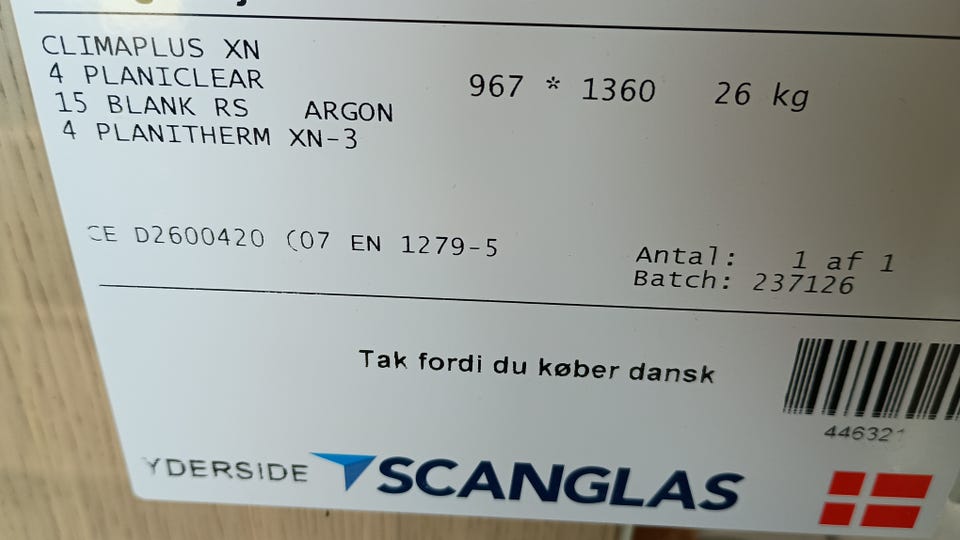 CLIMAPLUS XN
4 PLANICLEAR 967 * 1360 26 kg
15 BLANK RS ARGON
4 PLANITHERM XN-3
CE D2600420 (07 EN 1279-5
Antal: 1 af 1
Batch: 237126
Tak fordi du køber dansk
YDERSIDE SCANGLAS